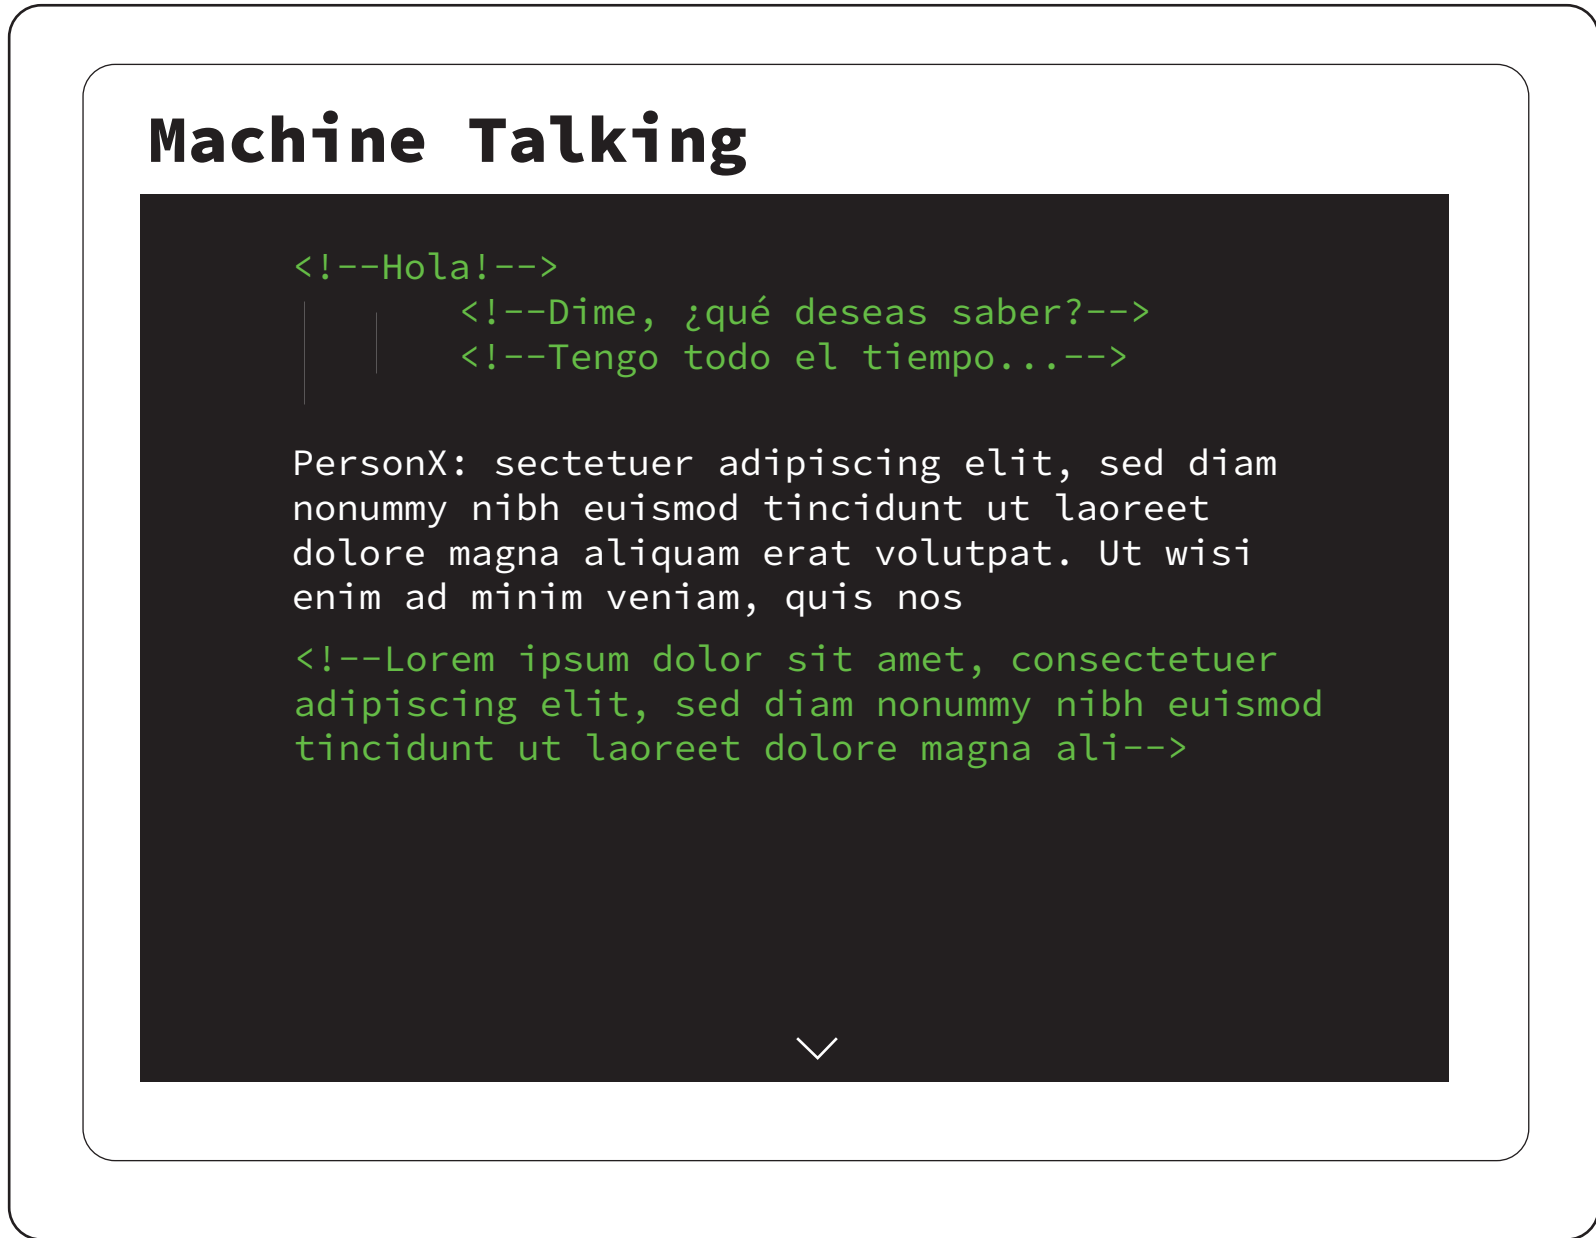 Machine Talking
<!--Hola!-->
<!--Dime, ¿qué deseas saber?-->
<!--Tengo todo el tiempo...-->
PersonX: sectetuer adipiscing elit, sed diam
nonummy nibh euismod tincidunt ut laoreet
dolore magna aliquam erat volutpat. Ut wisi
enim ad minim veniam, quis nos
<!--Lorem ipsum dolor sit amet, consectetuer
adipiscing elit, sed diam nonummy nibh euismod
tincidunt ut laoreet dolore magna ali-->